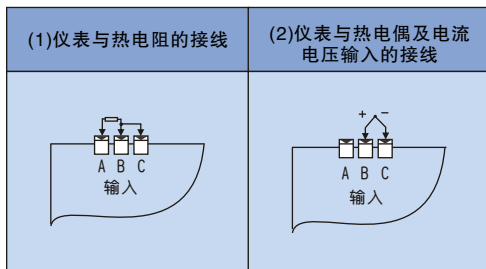 (1)仪表与热电阻的接线
(2)仪表与热电偶及电流
电压输入的接线
A B C
输入
+ −
A B C
输入